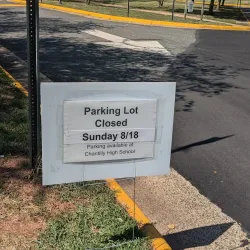 Parking Lot
Closed
Sunday 8/18
Parking available at
Chantilly High School